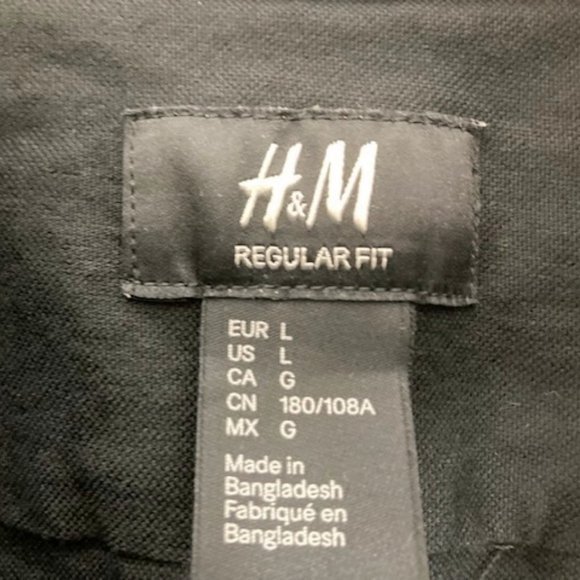 H&M
REGULAR FIT
EUR L
US L
CA G
CN 180/108A
MX G
Made in
Bangladesh
Fabriqué en
Bangladesh